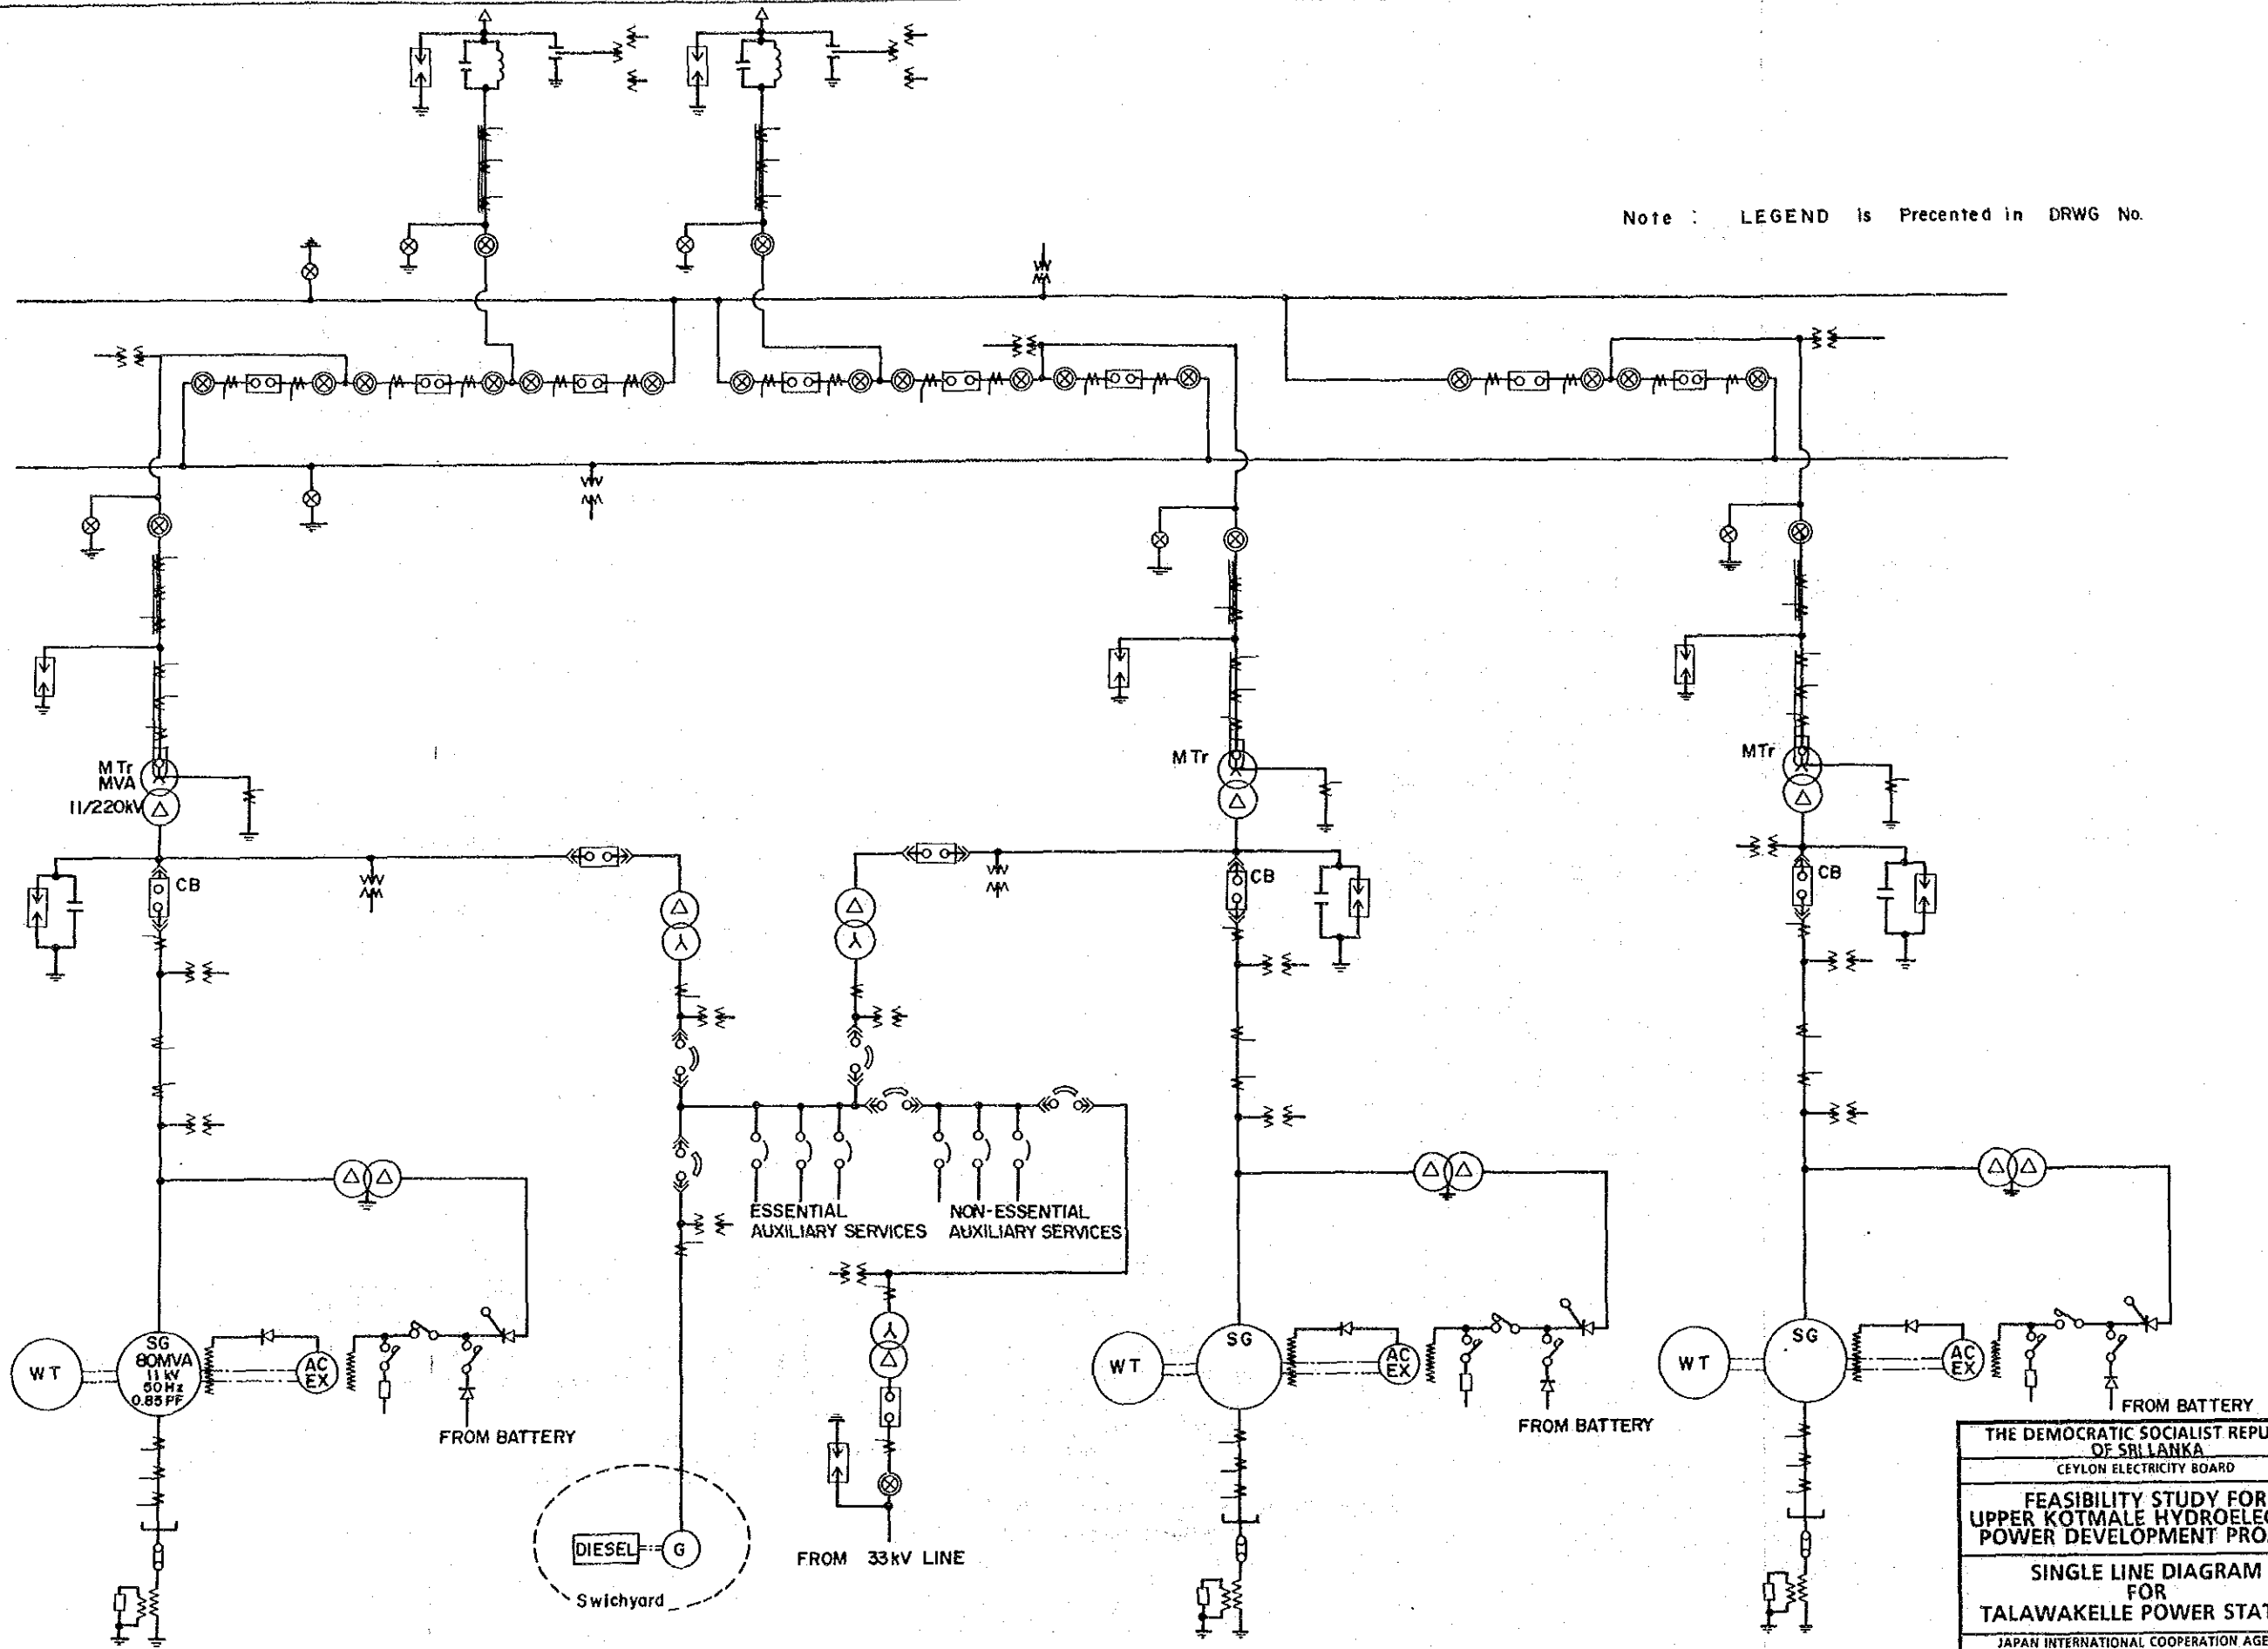 Note : LEGEND is Precented in DRWG No.
M Tr
MVA
11/220kV
MTr
MTr
CB
CB
CB
ESSENTIAL
AUXILIARY SERVICES
NON-ESSENTIAL
AUXILIARY SERVICES
WT
SG
80MVA
11 kV
50Hz
0.85 PF
AC
EX
FROM BATTERY
WT
SG
AC
EX
FROM BATTERY
WT
SG
AC
EX
FROM BATTERY
DIESEL
G
Swichyard
FROM 33kV LINE
THE DEMOCRATIC SOCIALIST REPU
OF SRI LANKA
CEYLON ELECTRICITY BOARD
FEASIBILITY STUDY FOR
UPPER KOTMALE HYDROELEC
POWER DEVELOPMENT PRO
SINGLE LINE DIAGRAM
FOR
TALAWAKELLE POWER STAT
JAPAN INTERNATIONAL COOPERATION AGE